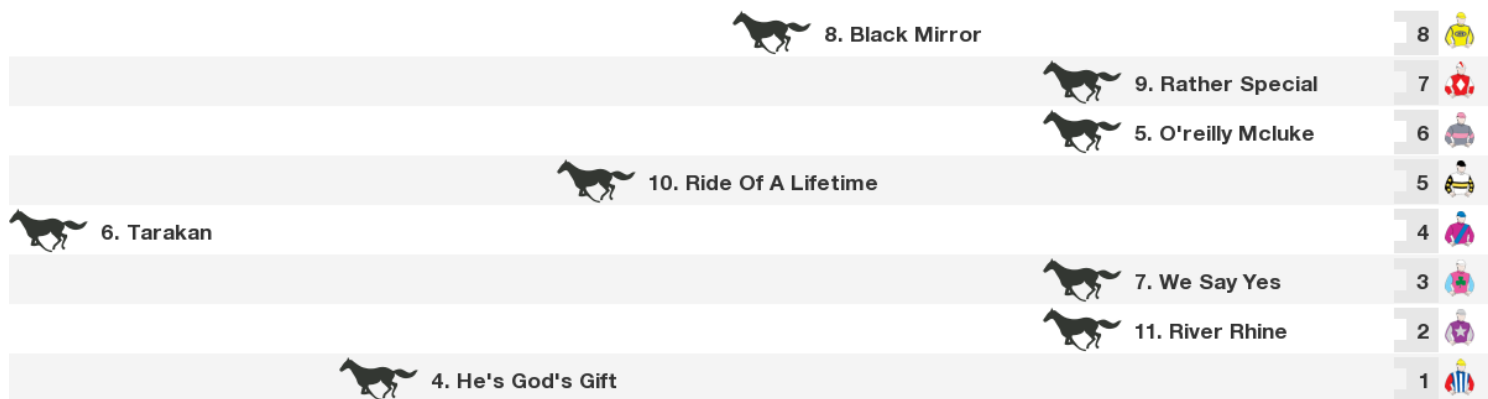 8. Black Mirror 8
9. Rather Special 7
5. O'reilly Mcluke 6
10. Ride Of A Lifetime 5
6. Tarakan 4
7. We Say Yes 3
11. River Rhine 2
4. He's God's Gift 1